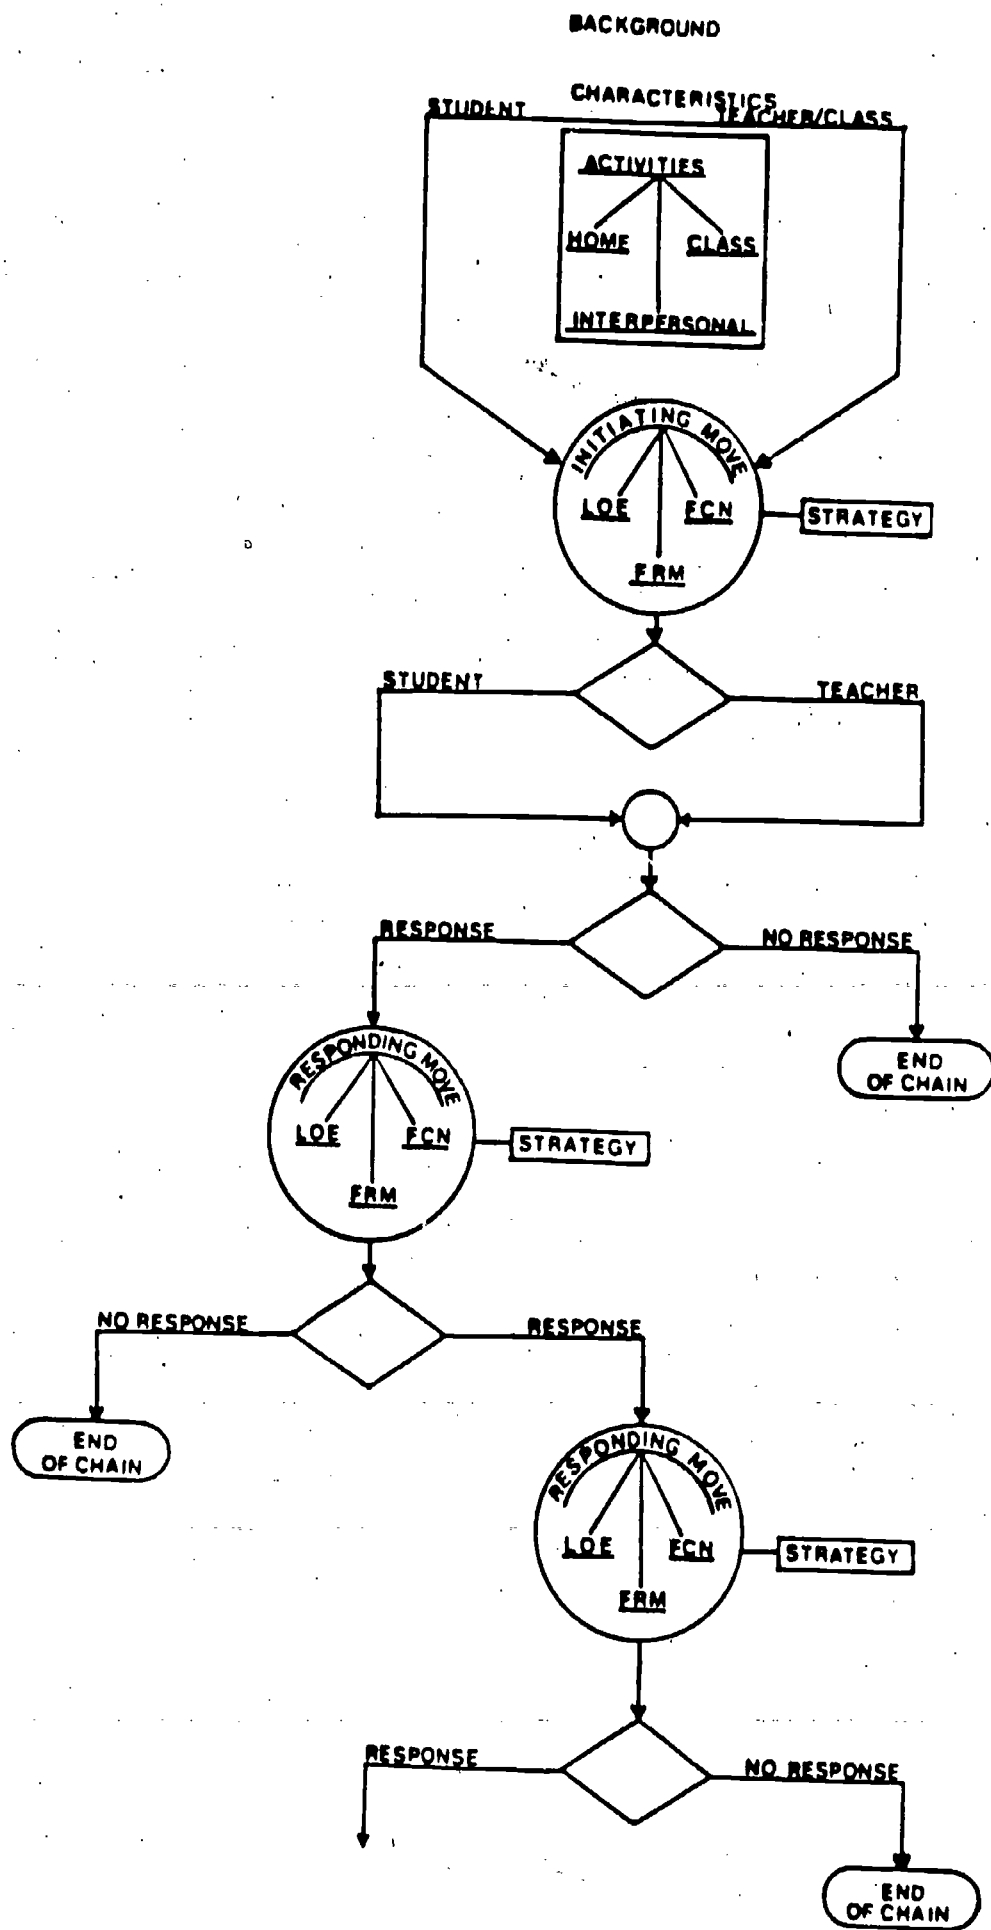 BACKGROUND
CHARACTERISTICS
STUDENT
TEACHER/CLASS
ACTIVITIES
HOME
CLASS
INTERPERSONAL
INITIATING MOVE
LOE
FCN
FRM
STRATEGY
STUDENT
TEACHER
RESPONSE
NO RESPONSE
END
OF CHAIN
RESPONDING MOVE
LOE
FCN
FRM
STRATEGY
NO RESPONSE
RESPONSE
END
OF CHAIN
RESPONDING MOVE
LOE
FCN
FRM
STRATEGY
RESPONSE
NO RESPONSE
END
OF CHAIN